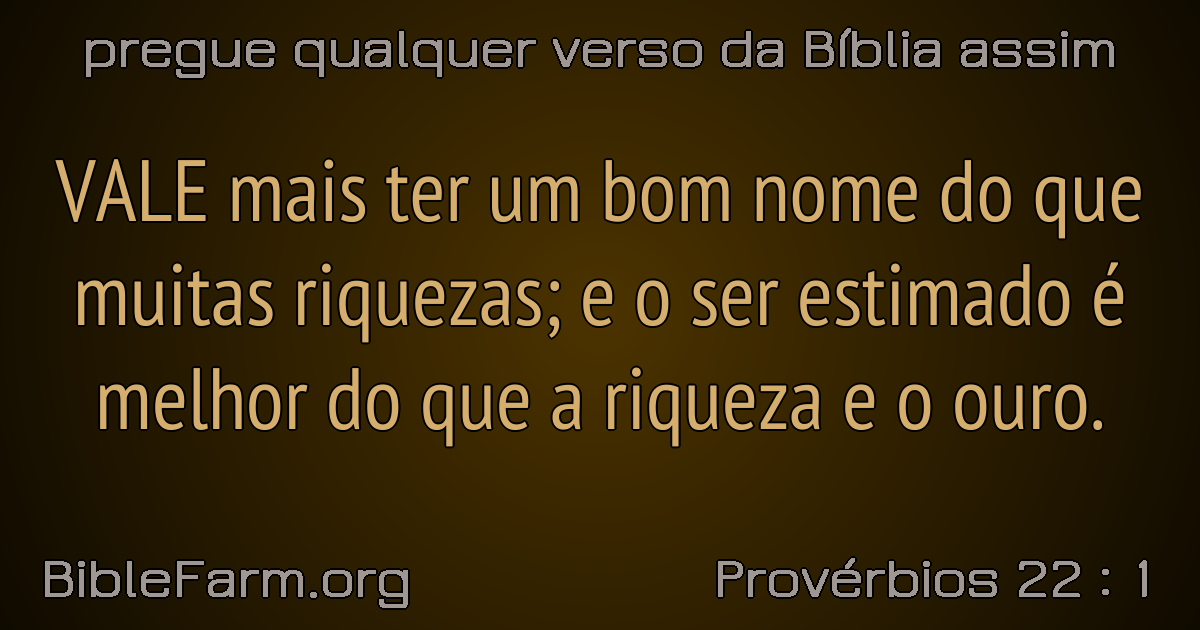 pregue qualquer verso da Bíblia assim
VALE mais ter um bom nome do que
muitas riquezas; e o ser estimado é
melhor do que a riqueza e o ouro.
BibleFarm.org
Provérbios 22 : 1